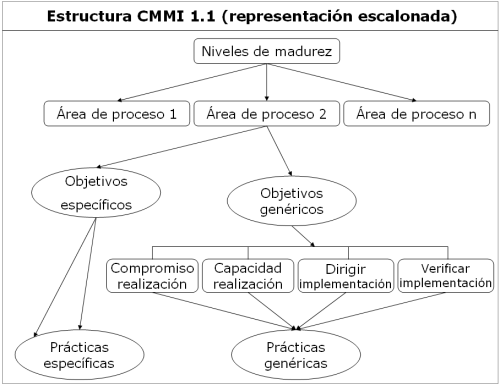 Estructura CMMI 1.1 (representación escalonada)
Niveles de madurez
Área de proceso 1
Área de proceso 2
Área de proceso n
Objetivos
específicos
Objetivos
genéricos
Compromiso
realización
Capacidad
realización
Dirigir
implementación
Verificar
implementación
Prácticas
específicas
Prácticas
genéricas